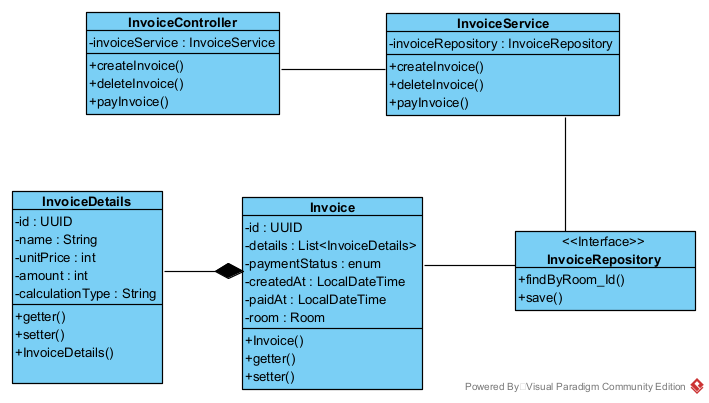 InvoiceController
-invoiceService : InvoiceService
+createInvoice()
+deleteInvoice()
+payInvoice()
InvoiceService
-invoiceRepository : InvoiceRepository
+createInvoice()
+deleteInvoice()
+payInvoice()
InvoiceDetails
-id : UUID
-name : String
-unitPrice : int
-amount : int
-calculationType : String
+getter()
+setter()
+InvoiceDetails()
Invoice
-id : UUID
-details : List<InvoiceDetails>
-paymentStatus : enum
-createdAt : LocalDateTime
-paidAt : LocalDateTime
-room : Room
+Invoice()
+getter()
+setter()
<<Interface>>
InvoiceRepository
+findByRoom_Id()
+save()
Powered By Visual Paradigm Community Edition